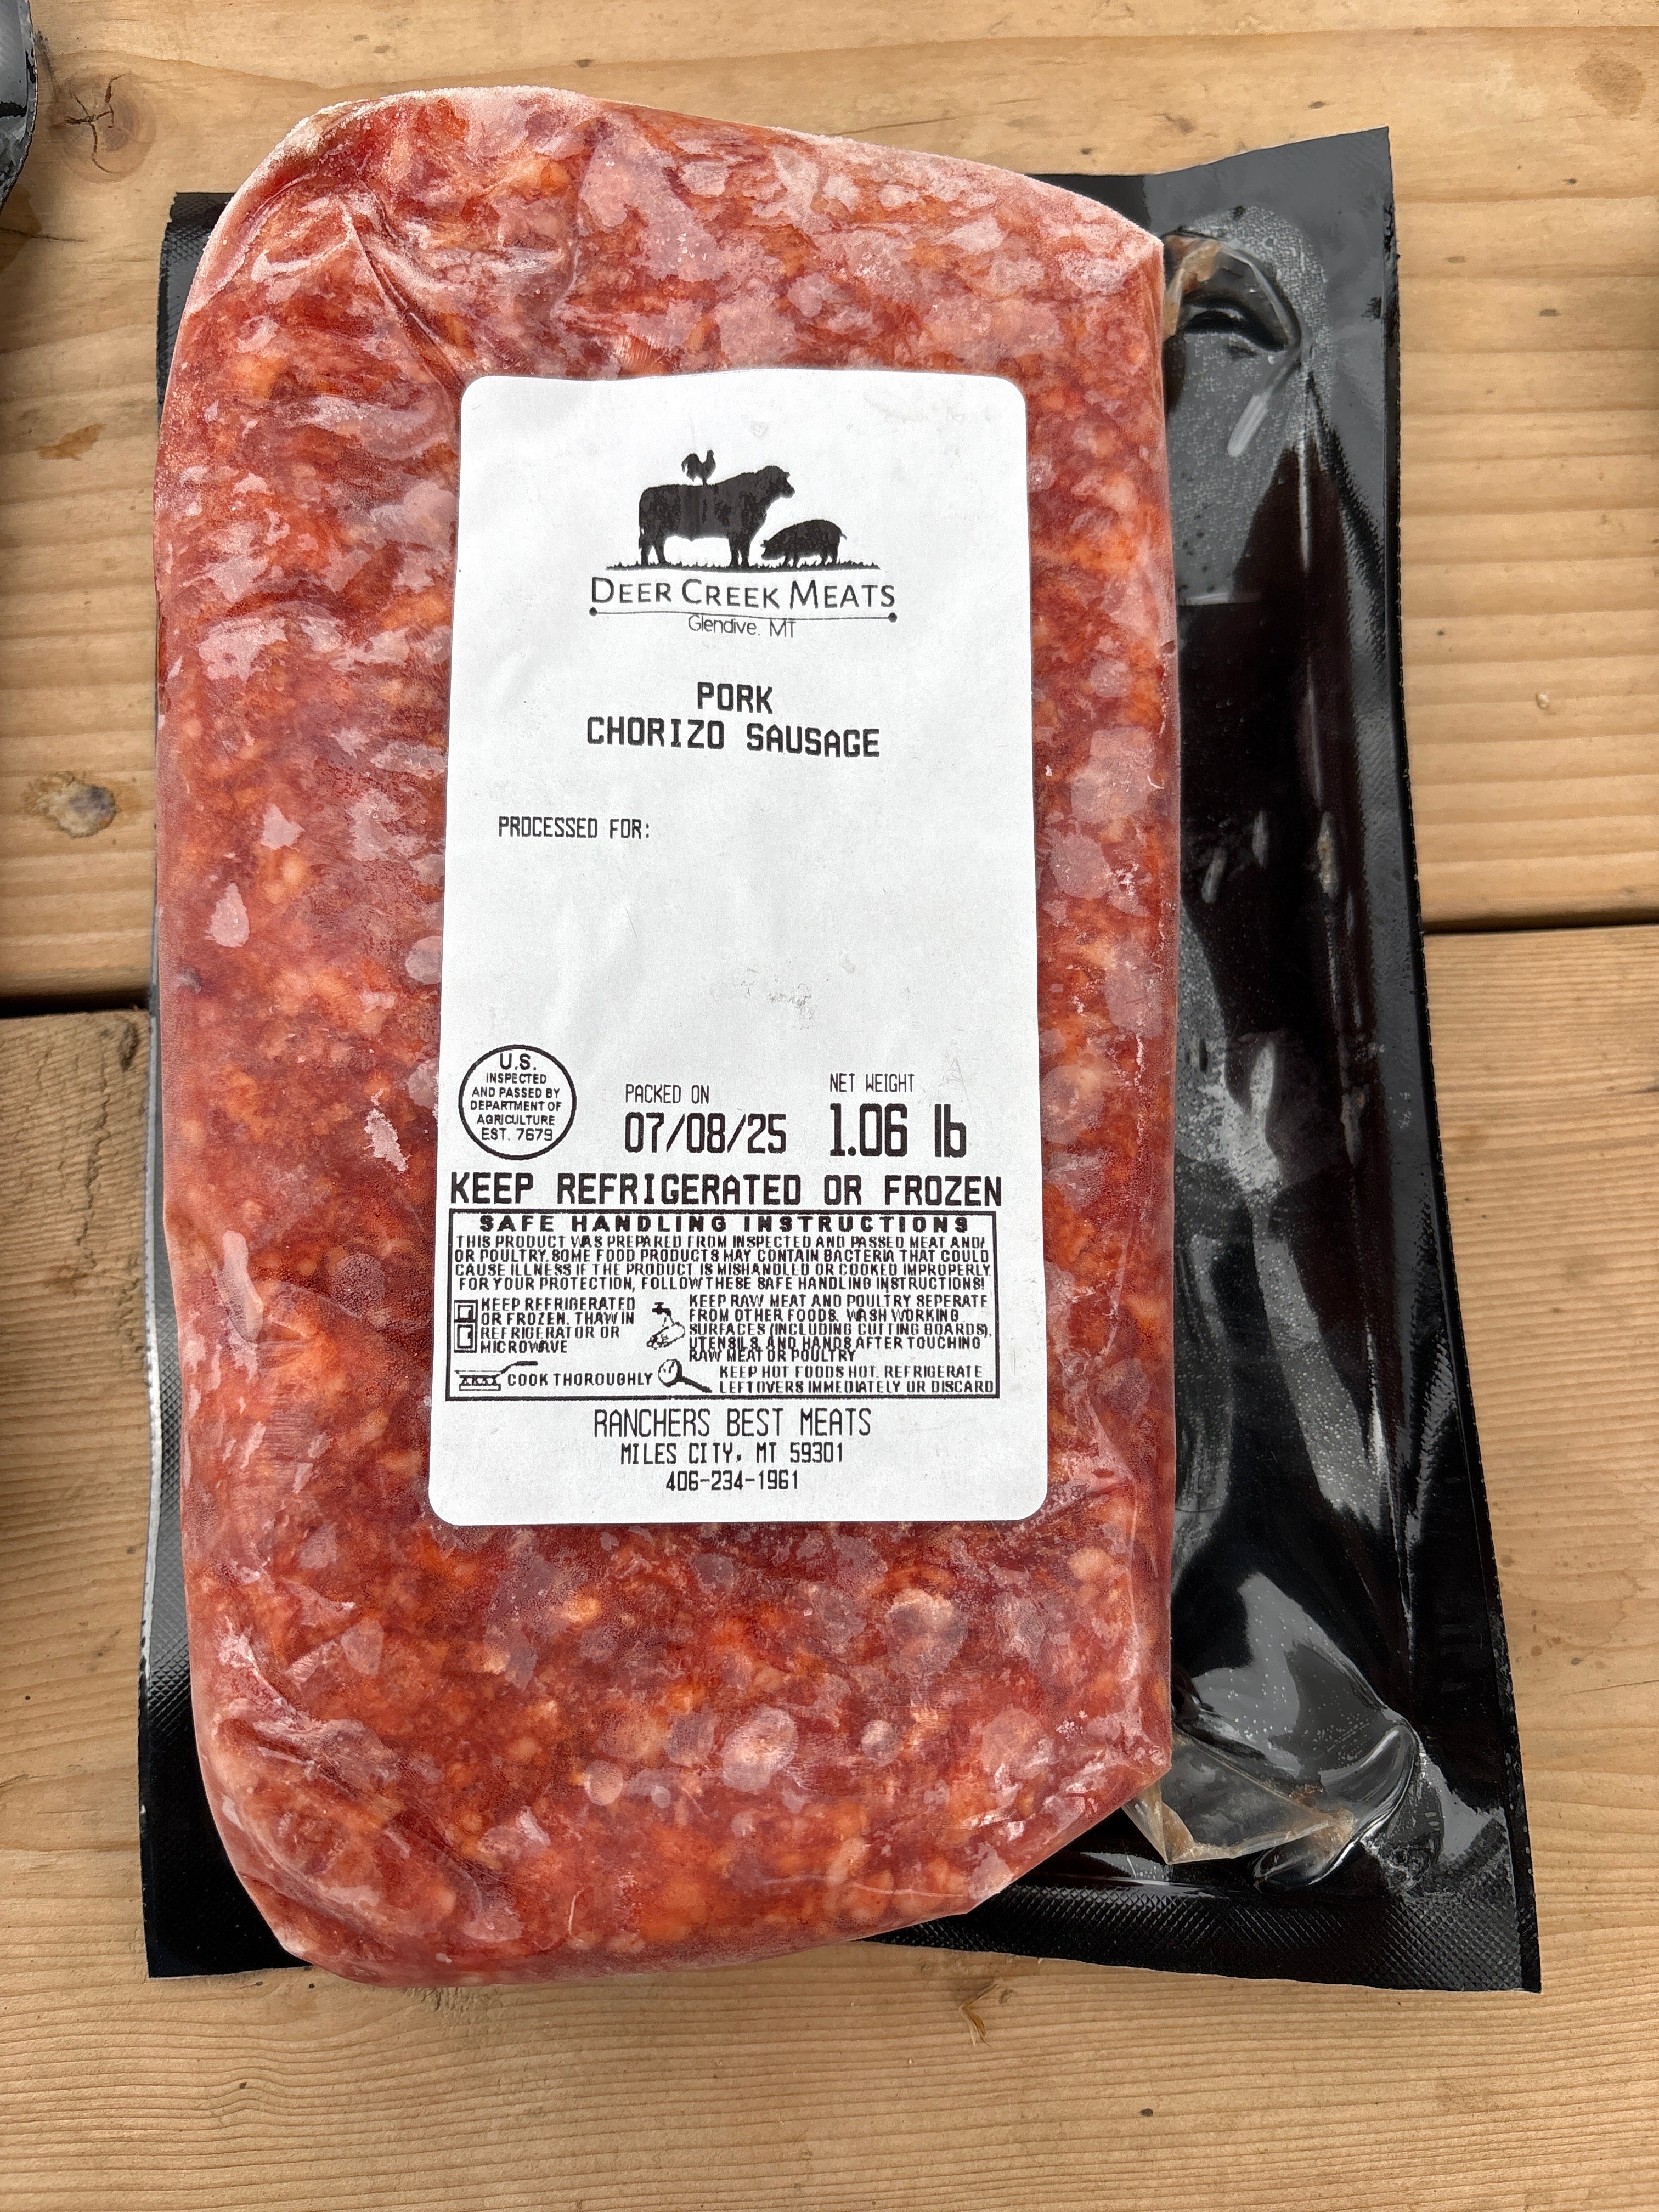 DEER CREEK MEATS
Glendive, MT
PORK
CHORIZO SAUSAGE
PROCESSED FOR:
U.S.
INSPECTED
AND PASSED BY
DEPARTMENT OF
AGRICULTURE
EST. 7679
PACKED ON
07/08/25
NET WEIGHT
1.06 lb
KEEP REFRIGERATED OR FROZEN
SAFE HANDLING INSTRUCTIONS
THIS PRODUCT WAS PREPARED FROM INSPECTED AND PASSED MEAT AND/
OR POULTRY. SOME FOOD PRODUCTS MAY CONTAIN BACTERIA THAT COULD
CAUSE ILLNESS IF THE PRODUCT IS MISHANDLED OR COOKED IMPROPERLY
FOR YOUR PROTECTION, FOLLOW THESE SAFE HANDLING INSTRUCTIONS!
KEEP REFRIGERATED
OR FROZEN. THAW IN
REFRIGERATOR OR
MICROWAVE
KEEP RAW MEAT AND POULTRY SEPERATE
FROM OTHER FOODS. WASH WORKING
SURFACES (INCLUDING CUTTING BOARDS),
UTENSILS, AND HANDS AFTER TOUCHING
RAW MEAT OR POULTRY
COOK THOROUGHLY
KEEP HOT FOODS HOT. REFRIGERATE
LEFTOVERS IMMEDIATELY OR DISCARD
RANCHERS BEST MEATS
MILES CITY, MT 59301
406-234-1961